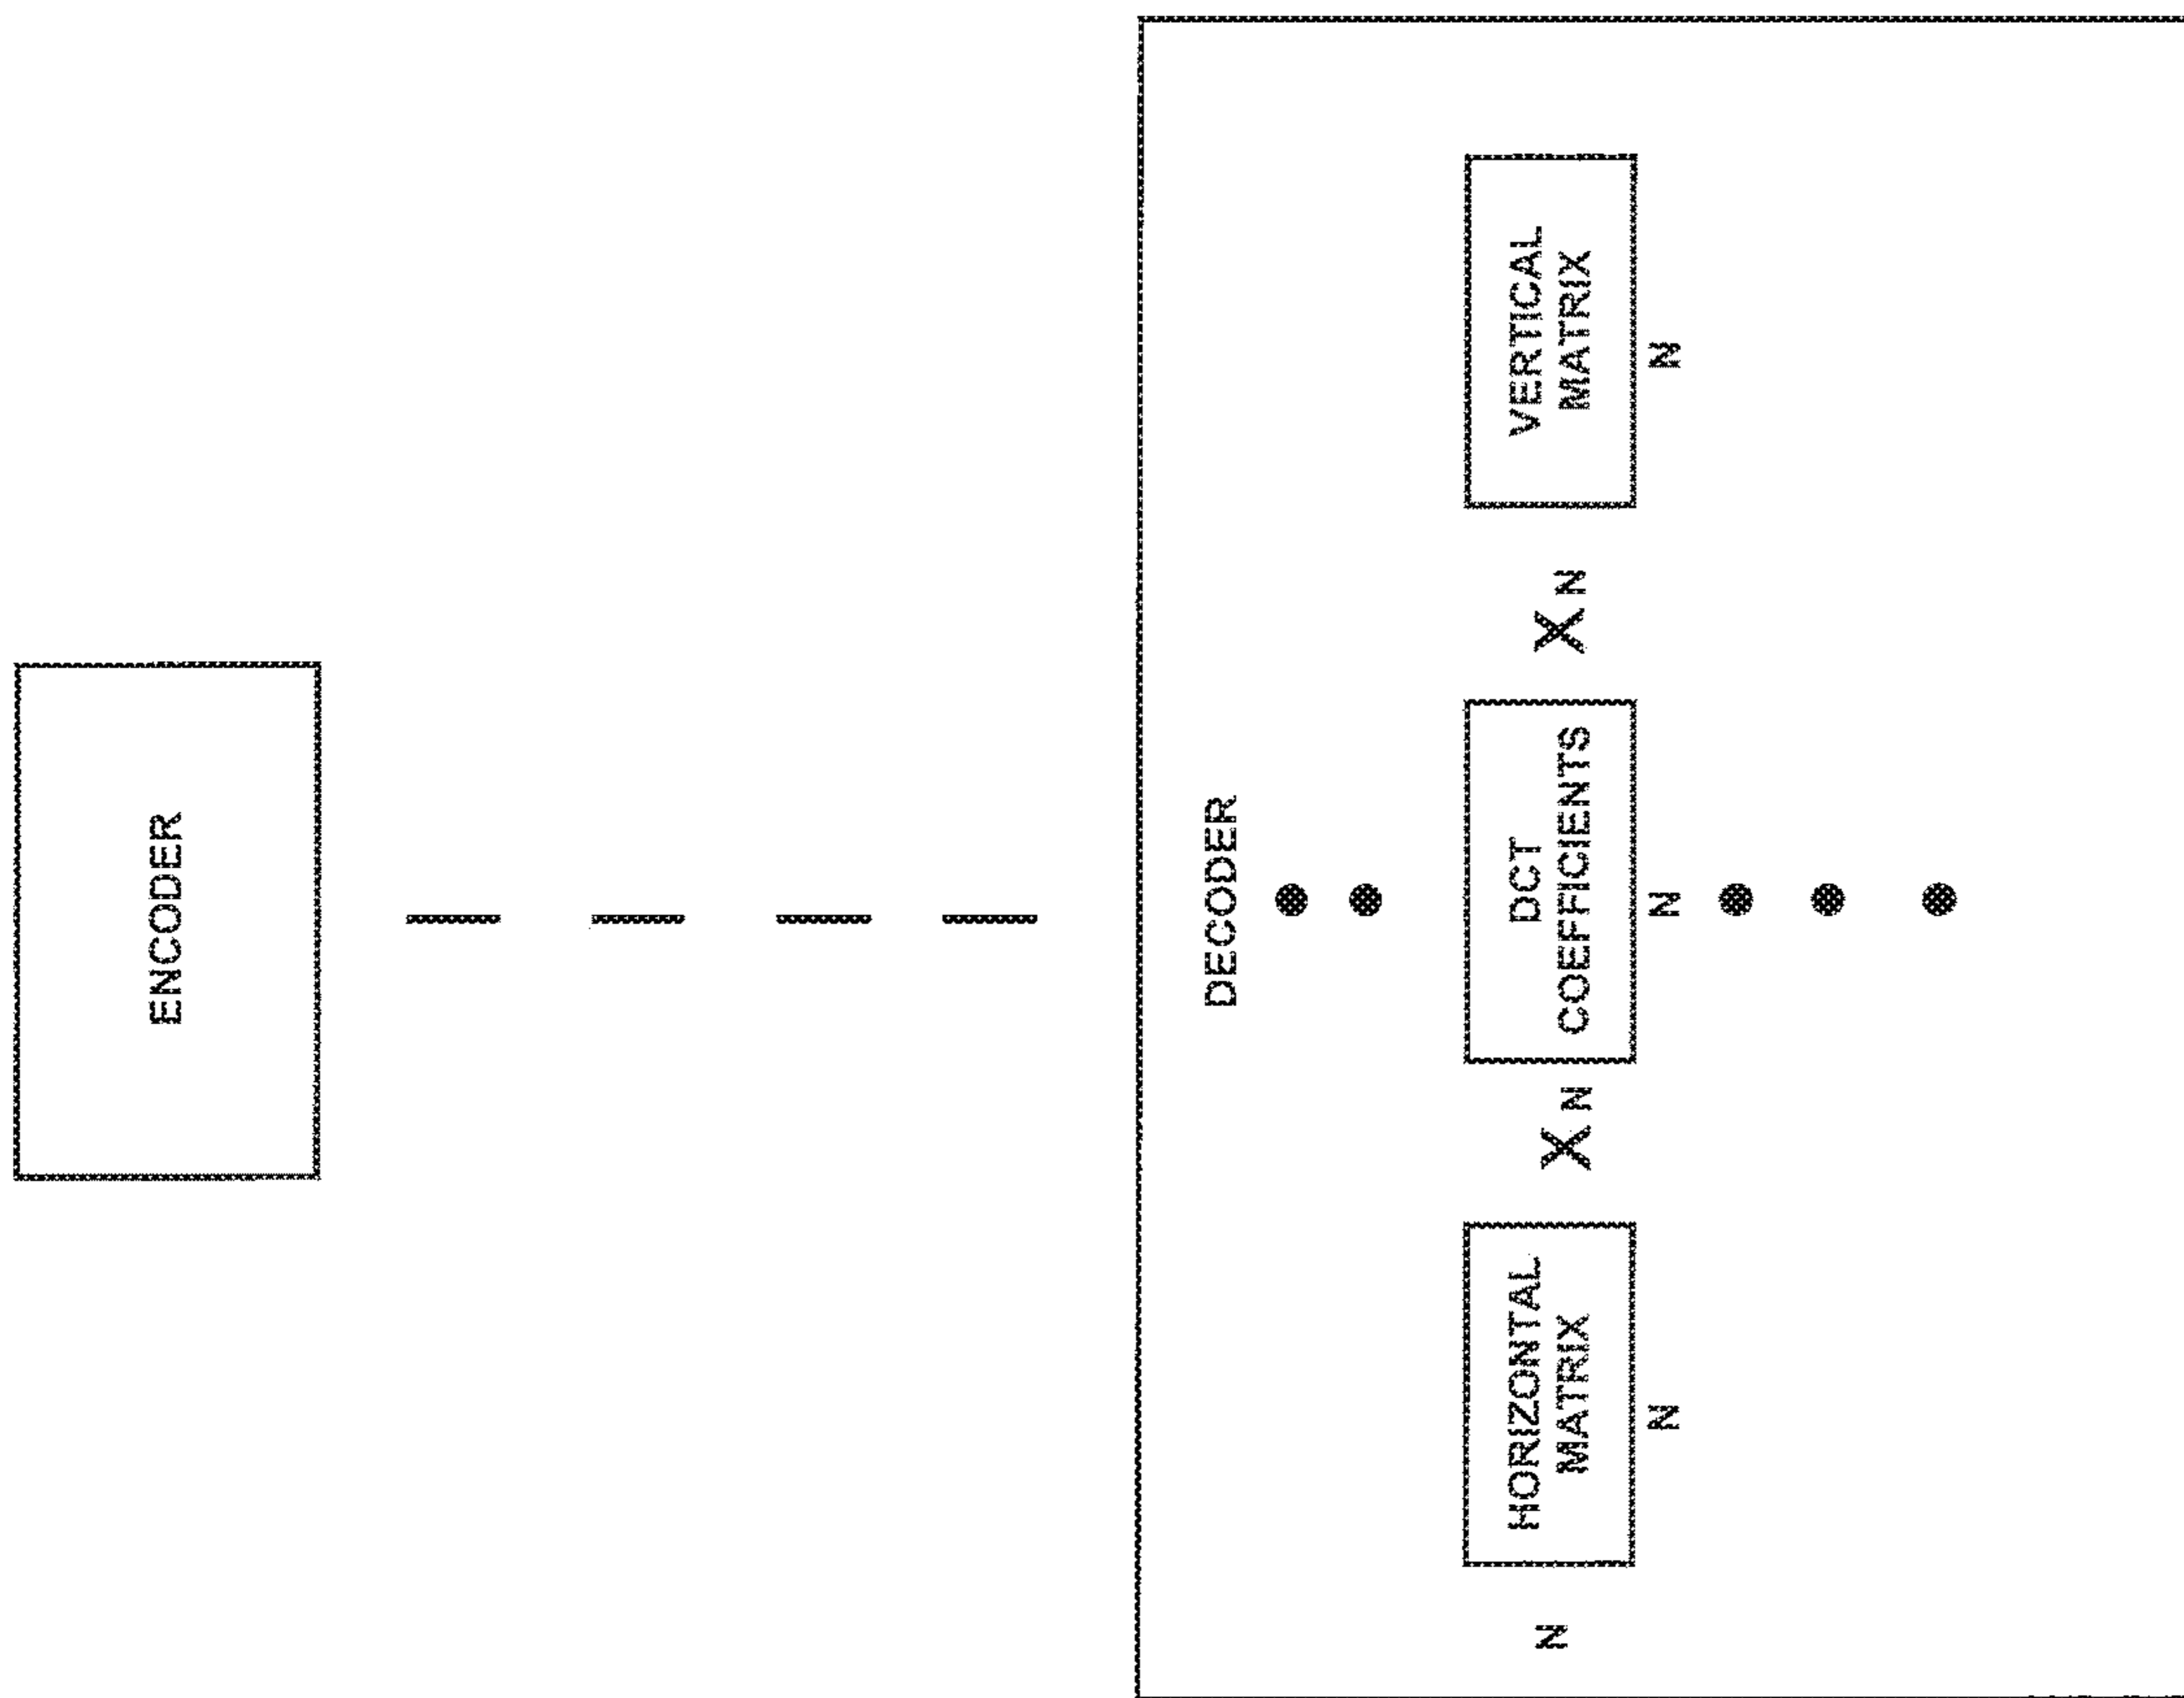 ENCODER
DECODER
N
HORIZONTAL
MATRIX
N
X N
DCT
COEFFICIENTS
N
X N
VERTICAL
MATRIX
N